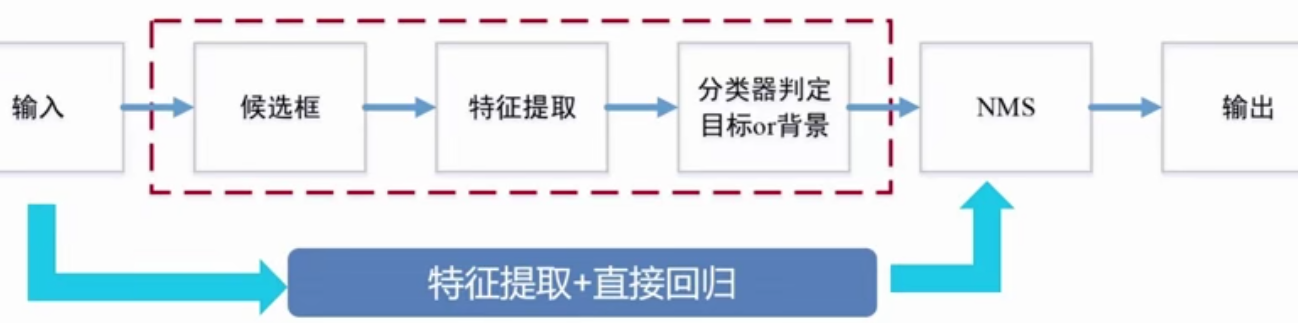 输入
候选框
特征提取
分类器判定
目标or背景
NMS
输出
特征提取+直接回归